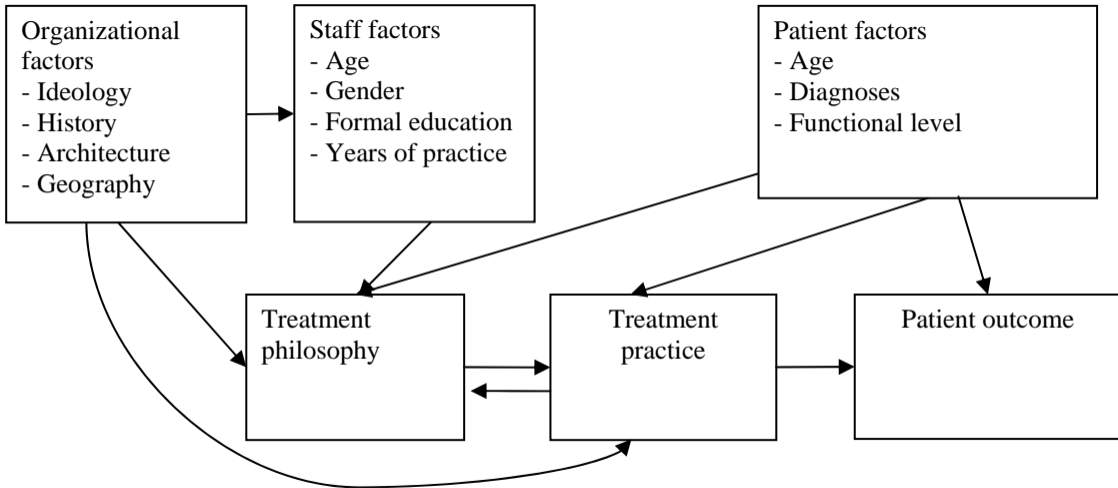 Organizational
factors
- Ideology
- History
- Architecture
- Geography
Staff factors
- Age
- Gender
- Formal education
- Years of practice
Patient factors
- Age
- Diagnoses
- Functional level
Treatment
philosophy
Treatment
practice
Patient outcome